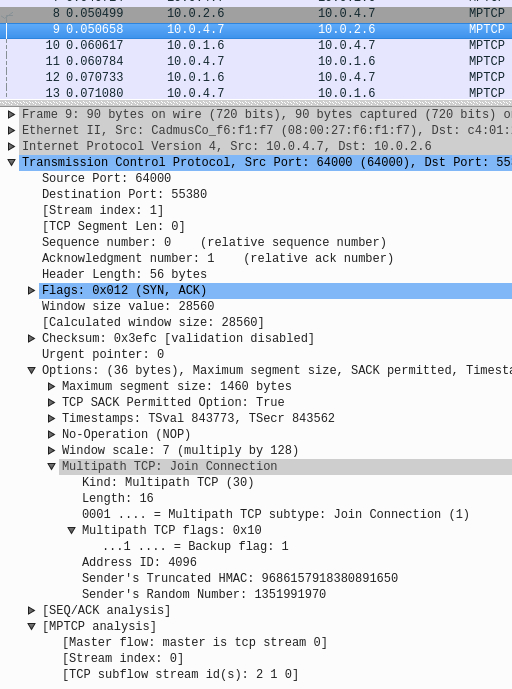 8 0.050499 10.0.2.6 10.0.4.7 MPTCP
9 0.050658 10.0.4.7 10.0.2.6 MPTCP
10 0.060617 10.0.1.6 10.0.4.7 MPTCP
11 0.060784 10.0.4.7 10.0.1.6 MPTCP
12 0.070733 10.0.1.6 10.0.4.7 MPTCP
13 0.071080 10.0.4.7 10.0.1.6 MPTCP
Frame 9: 90 bytes on wire (720 bits), 90 bytes captured (720 bits) o
Ethernet II, Src: CadmusCo_f6:f1:f7 (08:00:27:f6:f1:f7), Dst: c4:01:
Internet Protocol Version 4, Src: 10.0.4.7, Dst: 10.0.2.6
Transmission Control Protocol, Src Port: 64000 (64000), Dst Port: 55
Source Port: 64000
Destination Port: 55380
[Stream index: 1]
[TCP Segment Len: 0]
Sequence number: 0 (relative sequence number)
Acknowledgment number: 1 (relative ack number)
Header Length: 56 bytes
Flags: 0x012 (SYN, ACK)
Window size value: 28560
[Calculated window size: 28560]
Checksum: 0x3efc [validation disabled]
Urgent pointer: 0
Options: (36 bytes), Maximum segment size, SACK permitted, Timesta
Maximum segment size: 1460 bytes
TCP SACK Permitted Option: True
Timestamps: TSval 843773, TSecr 843562
No-Operation (NOP)
Window scale: 7 (multiply by 128)
Multipath TCP: Join Connection
Kind: Multipath TCP (30)
Length: 16
0001 .... = Multipath TCP subtype: Join Connection (1)
Multipath TCP flags: 0x10
...1 .... = Backup flag: 1
Address ID: 4096
Sender's Truncated HMAC: 9686157918380891650
Sender's Random Number: 1351991970
[SEQ/ACK analysis]
[MPTCP analysis]
[Master flow: master is tcp stream 0]
[Stream index: 0]
[TCP subflow stream id(s): 2 1 0]